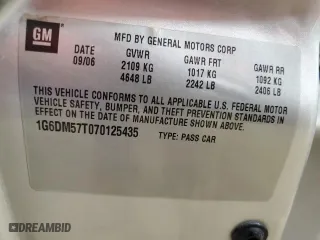 GM
MFD BY GENERAL MOTORS CORP
DATE GVWR GAWR FRT GAWR RR
09/06 2109 KG 1017 KG 1092 KG
4648 LB 2242 LB 2406 LB
THIS VEHICLE CONFORMS TO ALL APPLICABLE U.S. FEDERAL MOTOR
VEHICLE SAFETY, BUMPER, AND THEFT PREVENTION STANDARDS IN
EFFECT ON THE DATE OF MANUFACTURE SHOWN ABOVE.
1G6DM57T070125435 TYPE: PASS CAR
DREAMBID